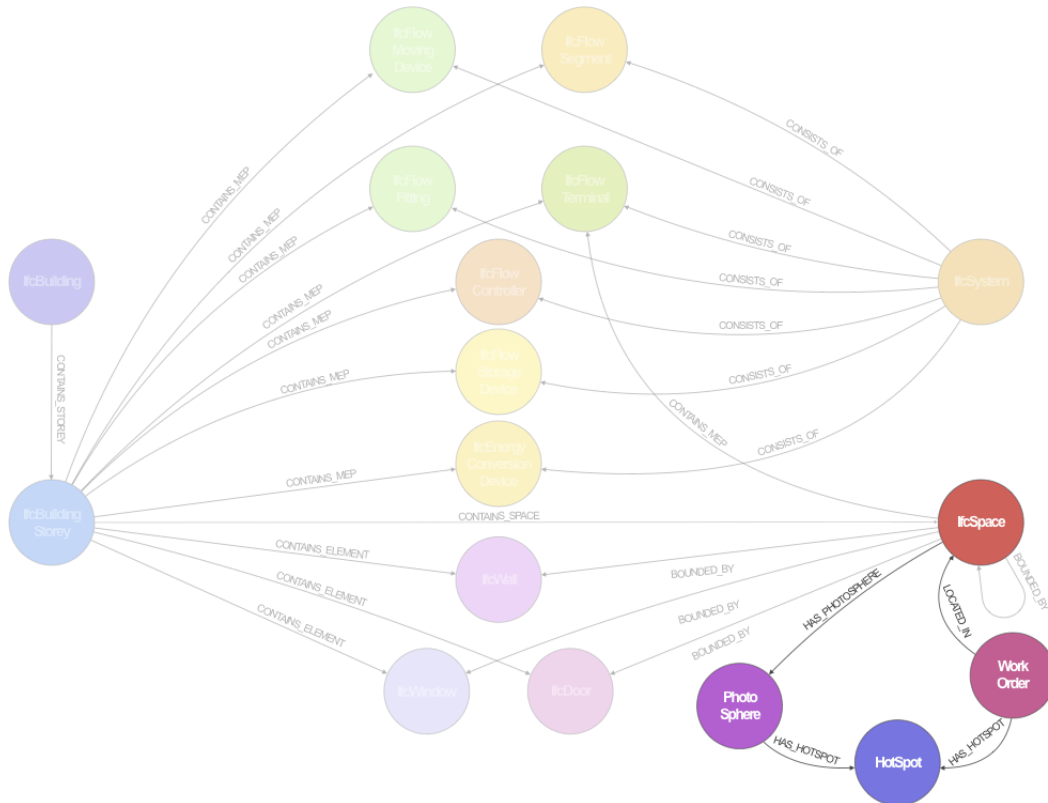 IfcFlow
Moving
Device
IfcFlow
Segment
CONSISTS_OF
CONTAINS_MEP
CONTAINS_MEP
CONTAINS_MEP
IfcFlow
Fitting
IfcFlow
Terminal
CONSISTS_OF
CONSISTS_OF
CONSISTS_OF
IfcBuilding
CONTAINS_MEP
CONTAINS_MEP
IfcFlow
Controller
IfcSystem
CONSISTS_OF
CONTAINS_STOREY
CONTAINS_MEP
IfcFlow
Storage
Device
CONSISTS_OF
CONTAINS_MEP
CONSISTS_OF
CONTAINS_MEP
IfcEnergy
Conversion
Device
IfcBuilding
Storey
CONTAINS_SPACE
IfcSpace
CONTAINS_ELEMENT
IfcWall
BOUNDED_BY
BOUNDED_BY
CONTAINS_ELEMENT
BOUNDED_BY
HAS_PHOTOSPHERE
LOCATED_IN
CONTAINS_ELEMENT
BOUNDED_BY
IfcWindow
IfcDoor
Photo
Sphere
Work
Order
HAS_HOTSPOT
HotSpot
HAS_HOTSPOT